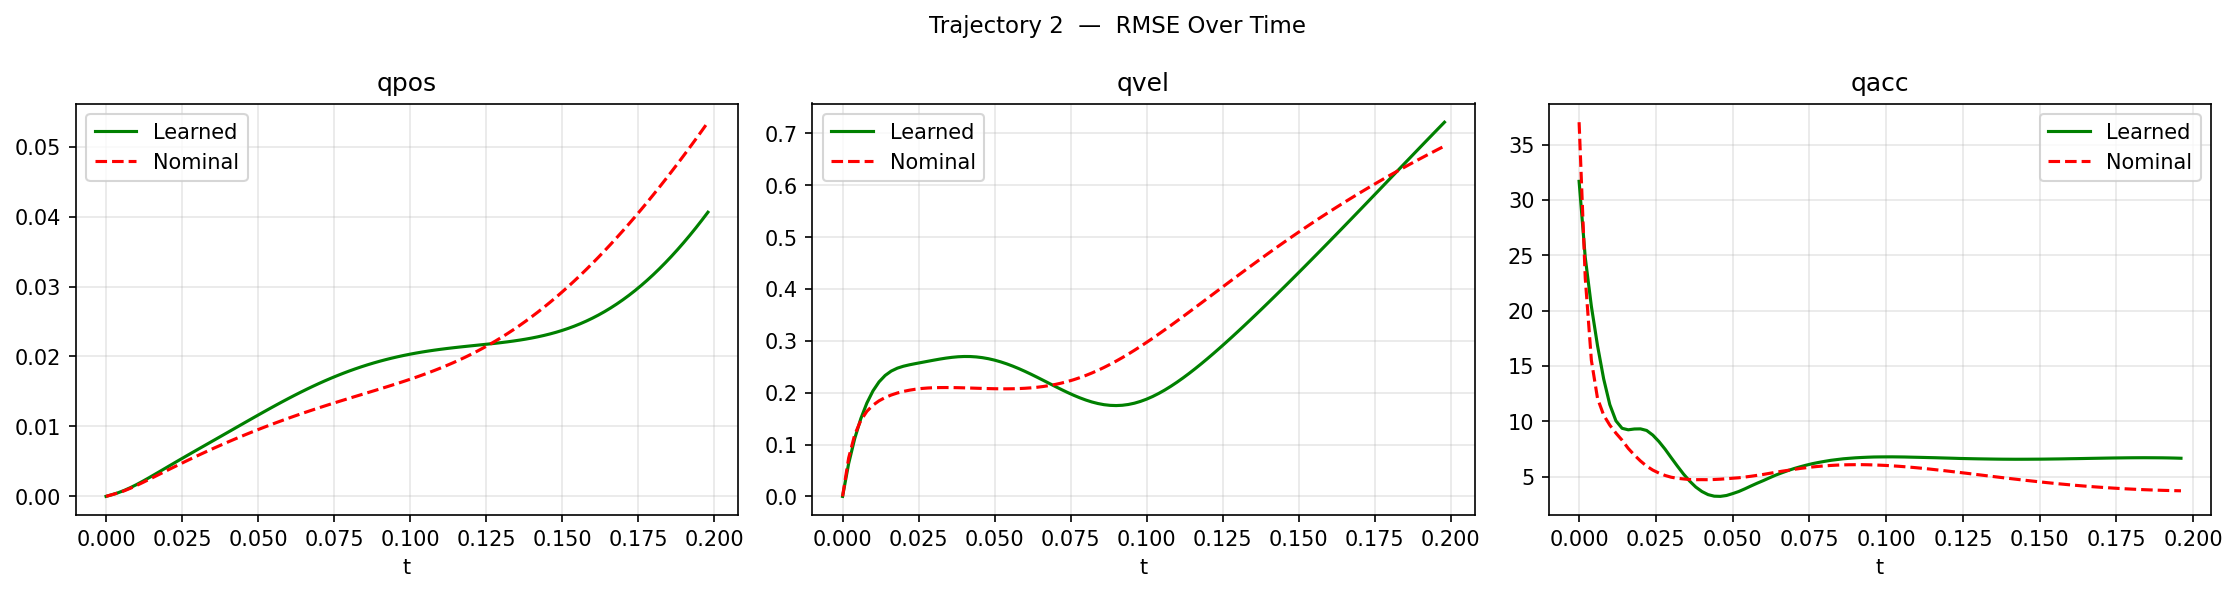 Trajectory 2 — RMSE Over Time
qpos
Learned
Nominal
0.05
0.04
0.03
0.02
0.01
0.00
0.000 0.025 0.050 0.075 0.100 0.125 0.150 0.175 0.200
t
qvel
Learned
Nominal
0.7
0.6
0.5
0.4
0.3
0.2
0.1
0.0
0.000 0.025 0.050 0.075 0.100 0.125 0.150 0.175 0.200
t
qacc
Learned
Nominal
35
30
25
20
15
10
5
0.000 0.025 0.050 0.075 0.100 0.125 0.150 0.175 0.200
t